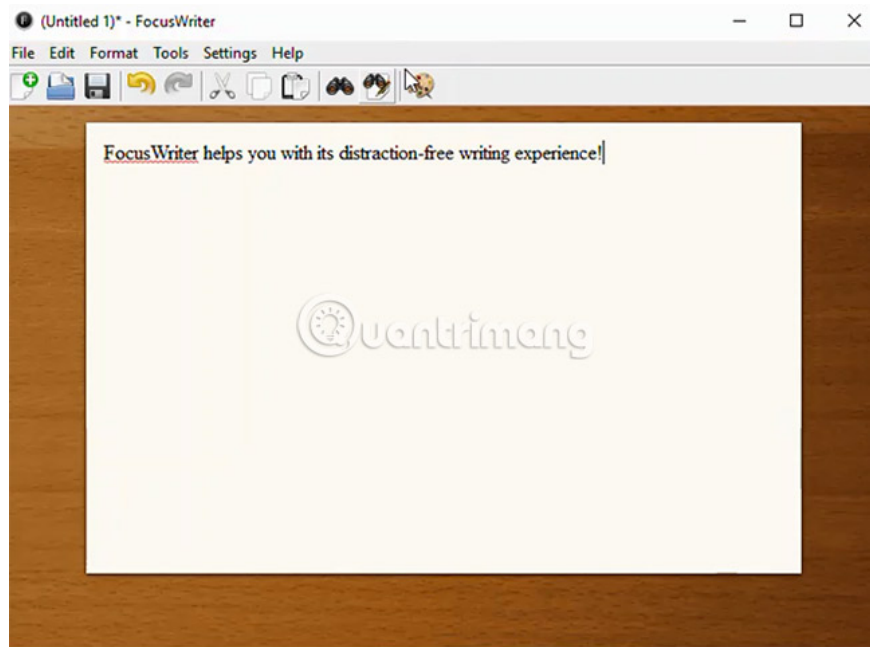 (Untitled 1)* - FocusWriter
File Edit Format Tools Settings Help
FocusWriter helps you with its distraction-free writing experience!
Quantrimang